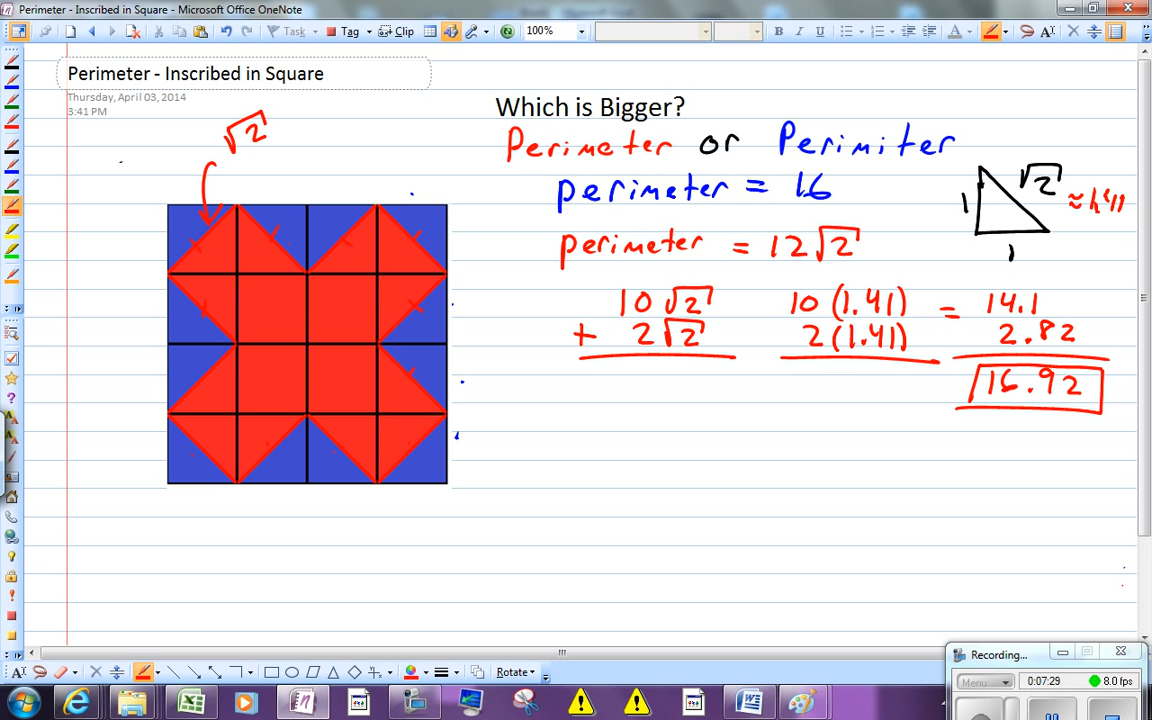 Perimeter - Inscribed in Square - Microsoft Office OneNote
Task
Tag
Clip
100%
B I U
A
Perimeter - Inscribed in Square
Thursday, April 03, 2014
3:41 PM
Which is Bigger?
Perimeter or Perimiter
√2
perimeter = 16
1 √2
1
perimeter = 12√2
10√2 10(1.41) = 14.1
+ 2√2 2(1.41) 2.82
16.92
Rotate
Recording...
Menu
0:07:29
8.0 fps